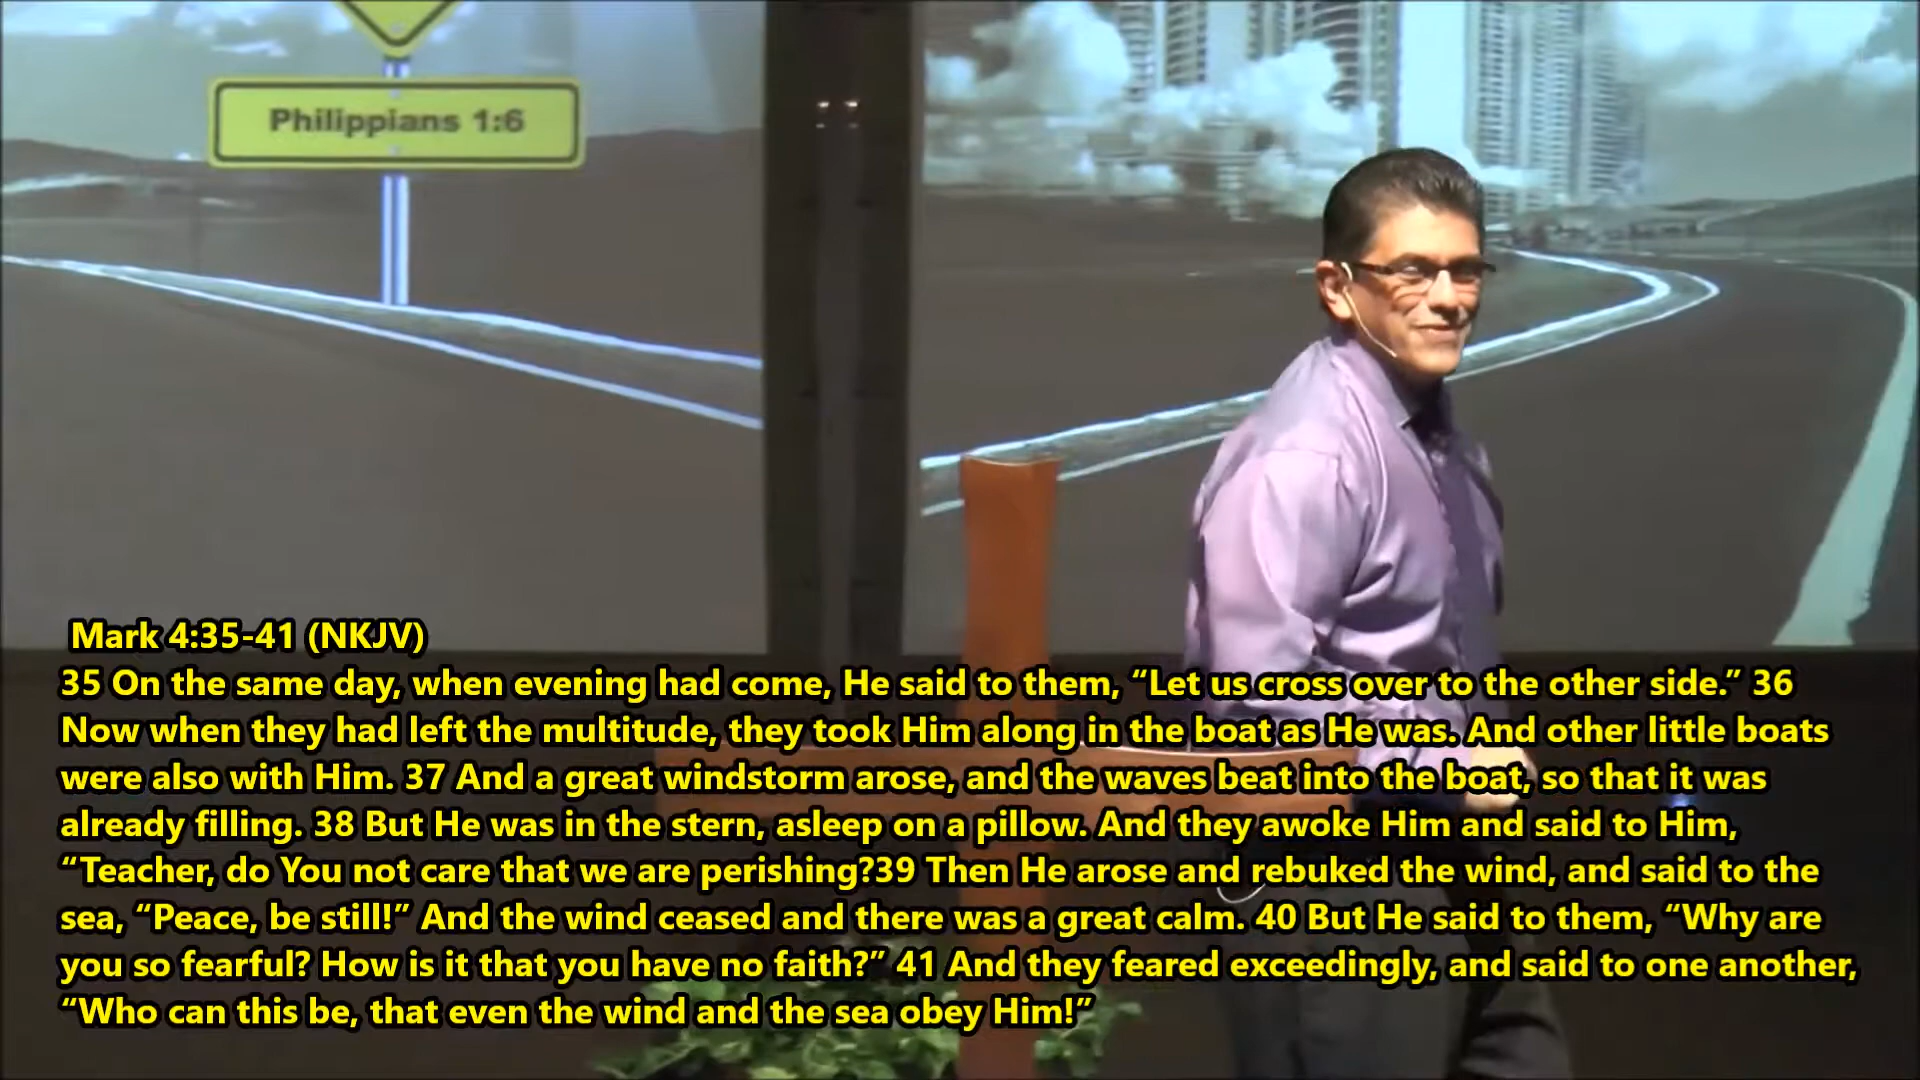 Philippians 1:6
Mark 4:35-41 (NKJV)
35 On the same day, when evening had come, He said to them, “Let us cross over to the other side.” 36
Now when they had left the multitude, they took Him along in the boat as He was. And other little boats
were also with Him. 37 And a great windstorm arose, and the waves beat into the boat, so that it was
already filling. 38 But He was in the stern, asleep on a pillow. And they awoke Him and said to Him,
“Teacher, do You not care that we are perishing?39 Then He arose and rebuked the wind, and said to the
sea, “Peace, be still!” And the wind ceased and there was a great calm. 40 But He said to them, “Why are
you so fearful? How is it that you have no faith?” 41 And they feared exceedingly, and said to one another,
“Who can this be, that even the wind and the sea obey Him!”